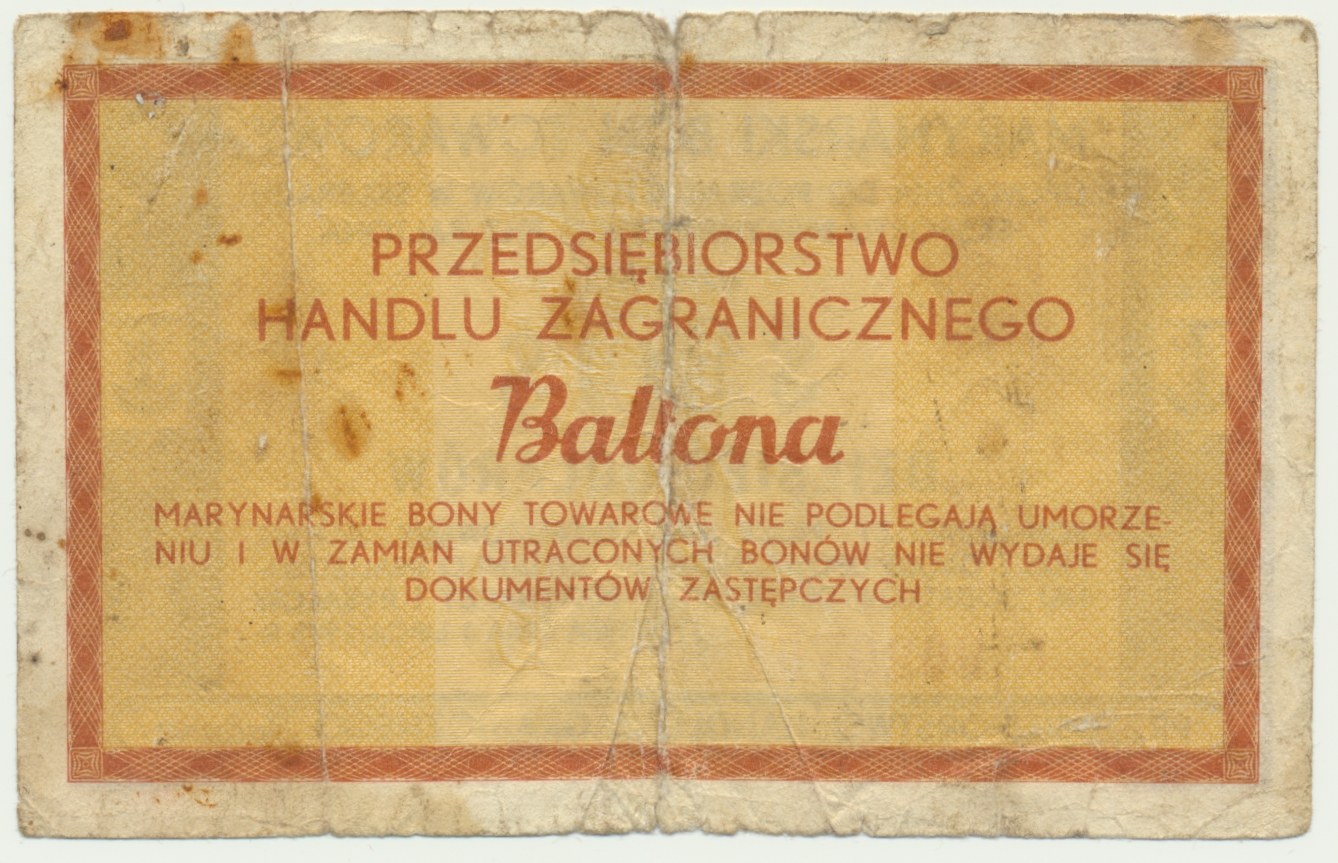 PRZEDSIĘBIORSTWO
HANDLU ZAGRANICZNEGO
Baltona
MARYNARSKIE BONY TOWAROWE NIE PODLEGAJĄ UMORZE-
NIU I W ZAMIAN UTRACONYCH BONÓW NIE WYDAJE SIĘ
DOKUMENTÓW ZASTĘPCZYCH